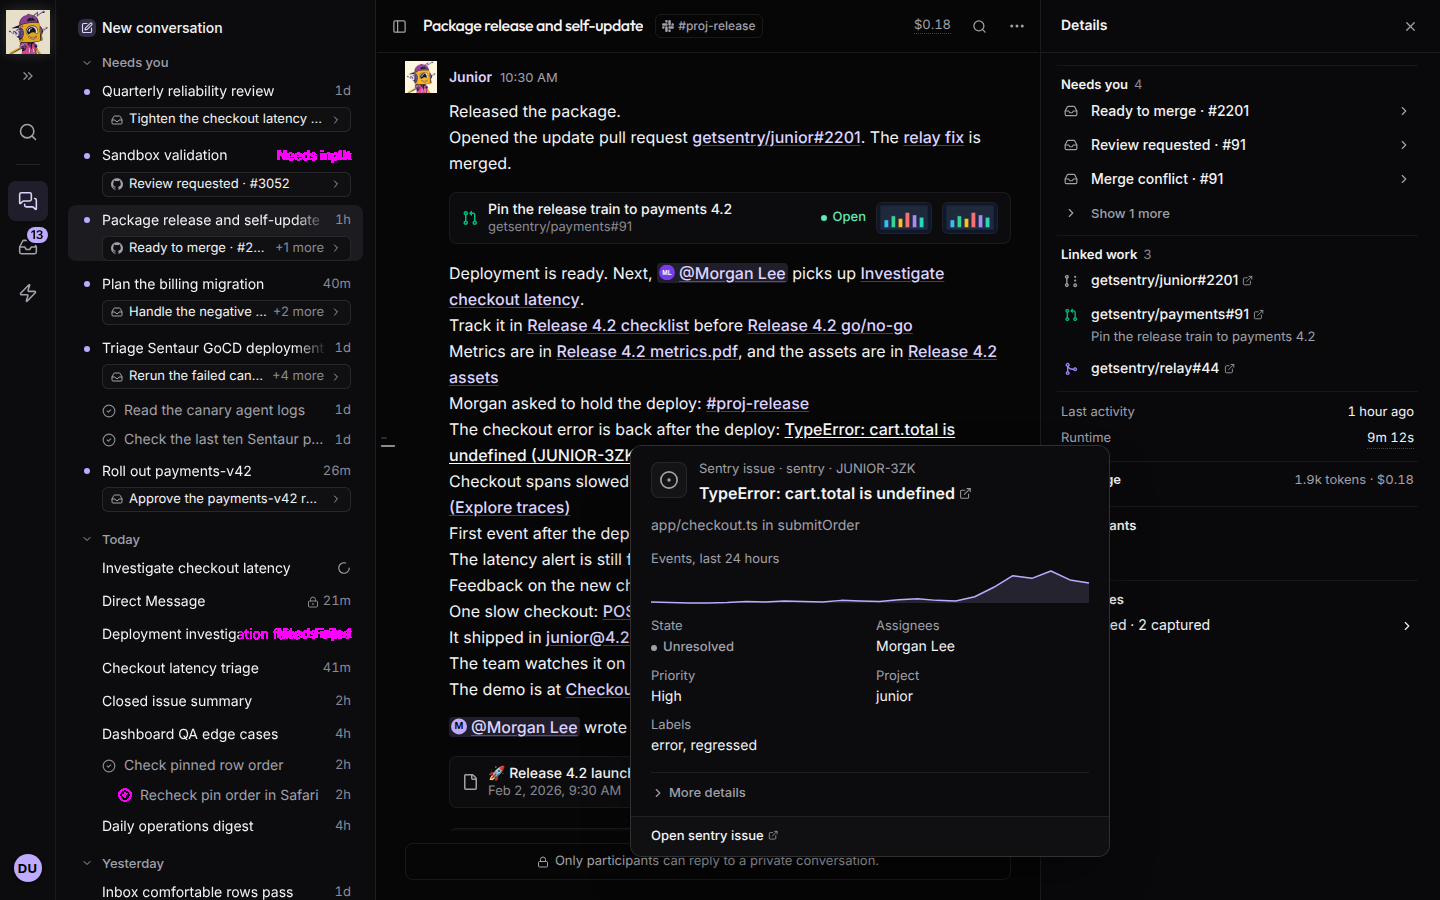 New conversation
Needs you
Quarterly reliability review 1d
Tighten the checkout latency ...
Sandbox validation
Review requested · #3052
Package release and self-update 1h
Ready to merge · #2... +1 more
13
Plan the billing migration 40m
Handle the negative ... +2 more
Triage Sentaur GoCD deployment 1d
Rerun the failed can... +4 more
Read the canary agent logs 1d
Check the last ten Sentaur p... 1d
Roll out payments-v42 26m
Approve the payments-v42 r...
Today
Investigate checkout latency
Direct Message 21m
Deployment investigation
Checkout latency triage 41m
Closed issue summary 2h
Dashboard QA edge cases 4h
Check pinned row order 2h
Recheck pin order in Safari 2h
Daily operations digest 4h
Yesterday
Inbox comfortable rows pass 1d
DU
Package release and self-update #proj-release $0.18
Junior 10:30 AM
Released the package.
Opened the update pull request getsentry/junior#2201. The relay fix is
merged.
Pin the release train to payments 4.2
getsentry/payments#91
Open
Deployment is ready. Next, ML @Morgan Lee picks up Investigate
checkout latency.
Track it in Release 4.2 checklist before Release 4.2 go/no-go
Metrics are in Release 4.2 metrics.pdf, and the assets are in Release 4.2
assets
Morgan asked to hold the deploy: #proj-release
The checkout error is back after the deploy: TypeError: cart.total is
undefined (JUNIOR-3ZK
Checkout spans slowed
(Explore traces)
First event after the dep
The latency alert is still f
Feedback on the new ch
One slow checkout: POS
It shipped in junior@4.2
The team watches it on
The demo is at Checkou
M @Morgan Lee wrote
🚀 Release 4.2 launch
Feb 2, 2026, 9:30 AM
Only participants can reply to a private conversation.
Sentry issue · sentry · JUNIOR-3ZK
TypeError: cart.total is undefined
app/checkout.ts in submitOrder
Events, last 24 hours
State Assignees
Unresolved Morgan Lee
Priority Project
High junior
Labels
error, regressed
More details
Open sentry issue
Details
Needs you 4
Ready to merge · #2201
Review requested · #91
Merge conflict · #91
Show 1 more
Linked work 3
getsentry/junior#2201
getsentry/payments#91
Pin the release train to payments 4.2
getsentry/relay#44
Last activity 1 hour ago
Runtime 9m 12s
ge 1.9k tokens · $0.18
ants
es
ed · 2 captured